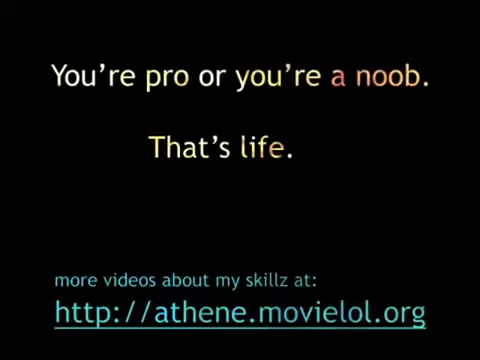 You’re pro or you’re a noob.
That’s life.
more videos about my skillz at:
http://athene.movielol.org